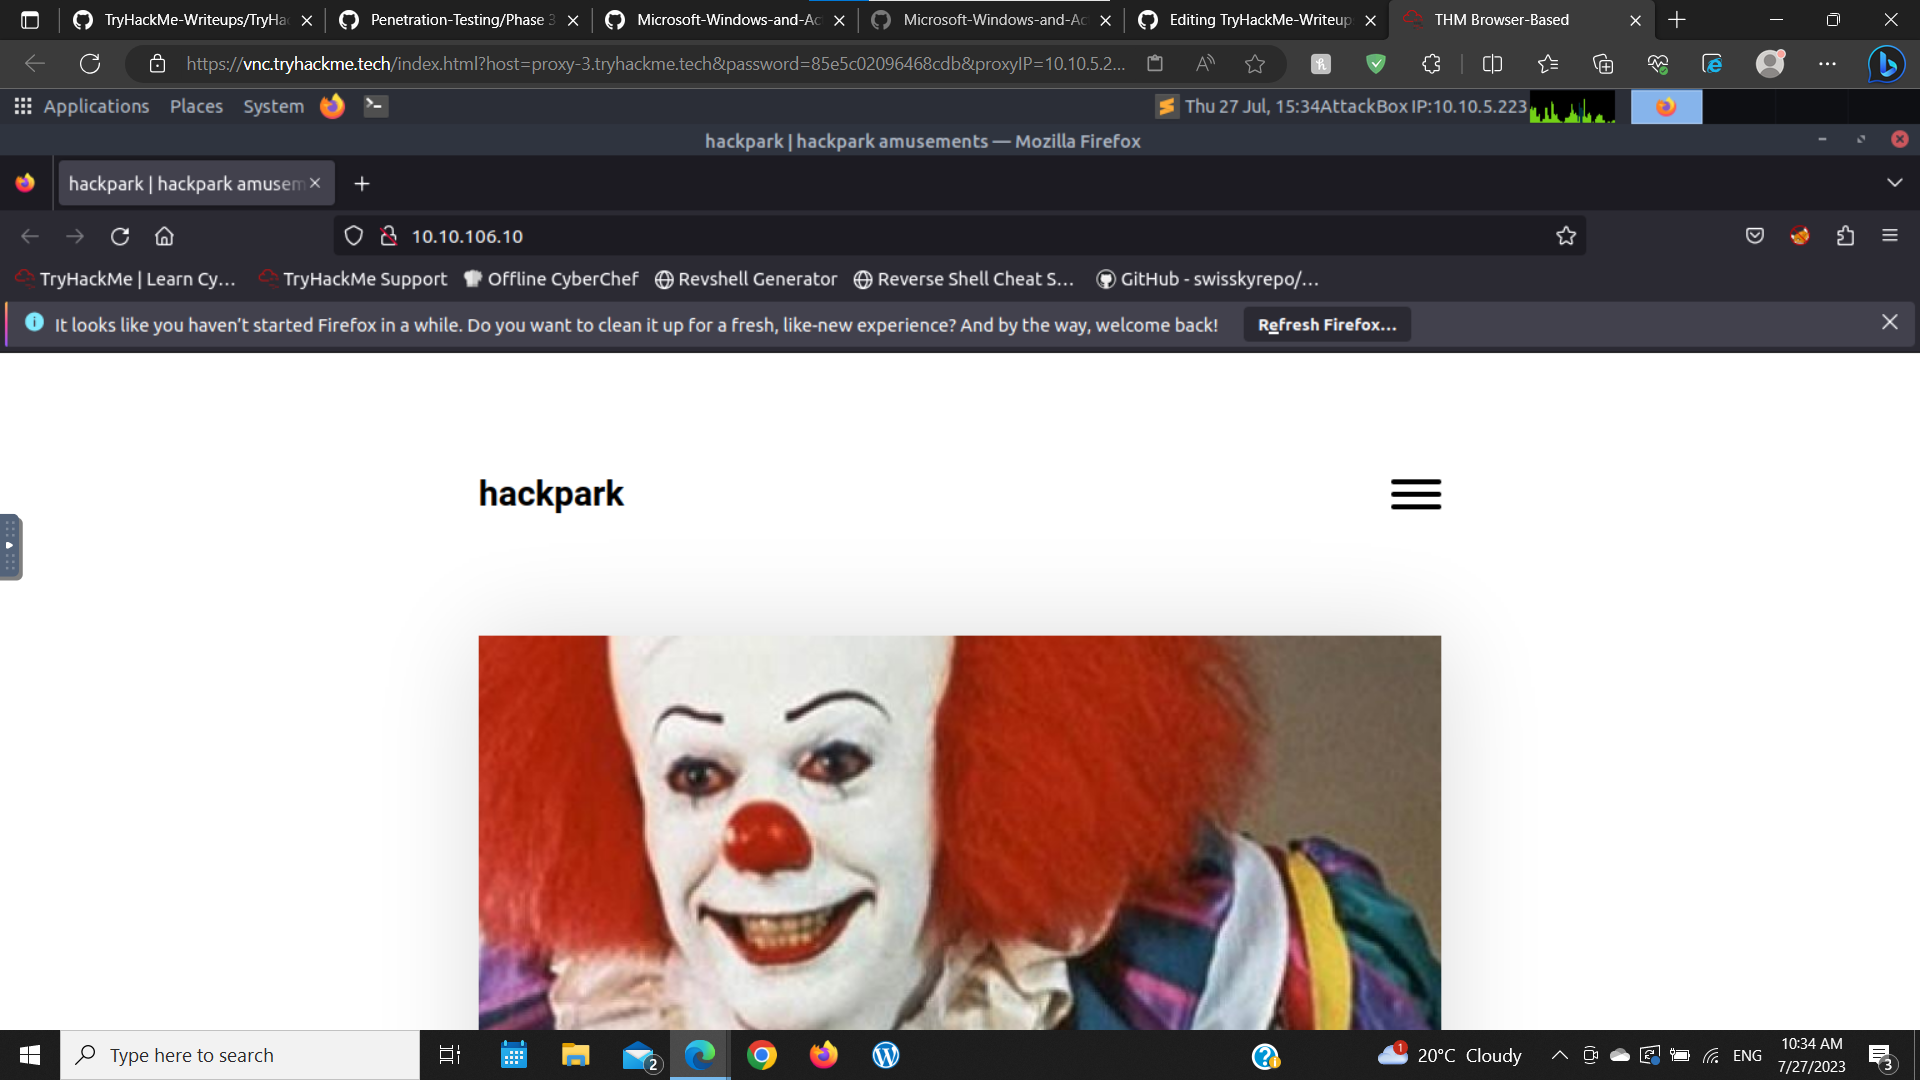 TryHackMe-Writeups/TryHa
Penetration-Testing/Phase 3
Microsoft-Windows-and-Ac
Microsoft-Windows-and-Ac
Editing TryHackMe-Writeup
THM Browser-Based
https://vnc.tryhackme.tech/index.html?host=proxy-3.tryhackme.tech&password=85e5c02096468cdb&proxyIP=10.10.5.2...
Applications Places System
Thu 27 Jul, 15:34 AttackBox IP:10.10.5.223
hackpark | hackpark amusements — Mozilla Firefox
hackpark | hackpark amusem
10.10.106.10
TryHackMe | Learn Cy... TryHackMe Support Offline CyberChef Revshell Generator Reverse Shell Cheat S... GitHub - swisskyrepo/...
It looks like you haven't started Firefox in a while. Do you want to clean it up for a fresh, like-new experience? And by the way, welcome back! Refresh Firefox...
hackpark
Type here to search
2
1
20°C Cloudy
ENG
10:34 AM
7/27/2023
3